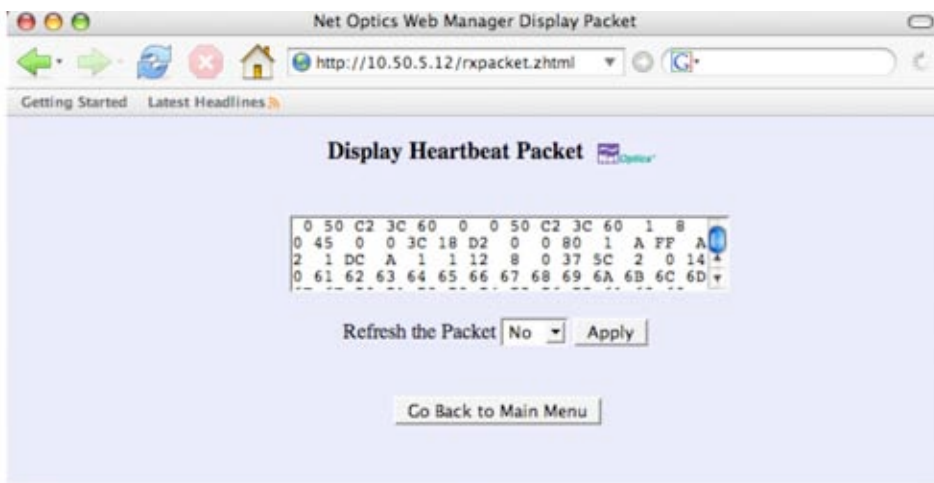 Net Optics Web Manager Display Packet
http://10.50.5.12/rxpacket.zhtml
G
Getting Started Latest Headlines
Display Heartbeat Packet Optics
0 50 C2 3C 60 0 0 50 C2 3C 60 1 8
0 45 0 0 3C 18 D2 0 0 80 1 A FF A
2 1 DC A 1 1 12 8 0 37 5C 2 0 14
0 61 62 63 64 65 66 67 68 69 6A 6B 6C 6D
Refresh the Packet No Apply
Go Back to Main Menu